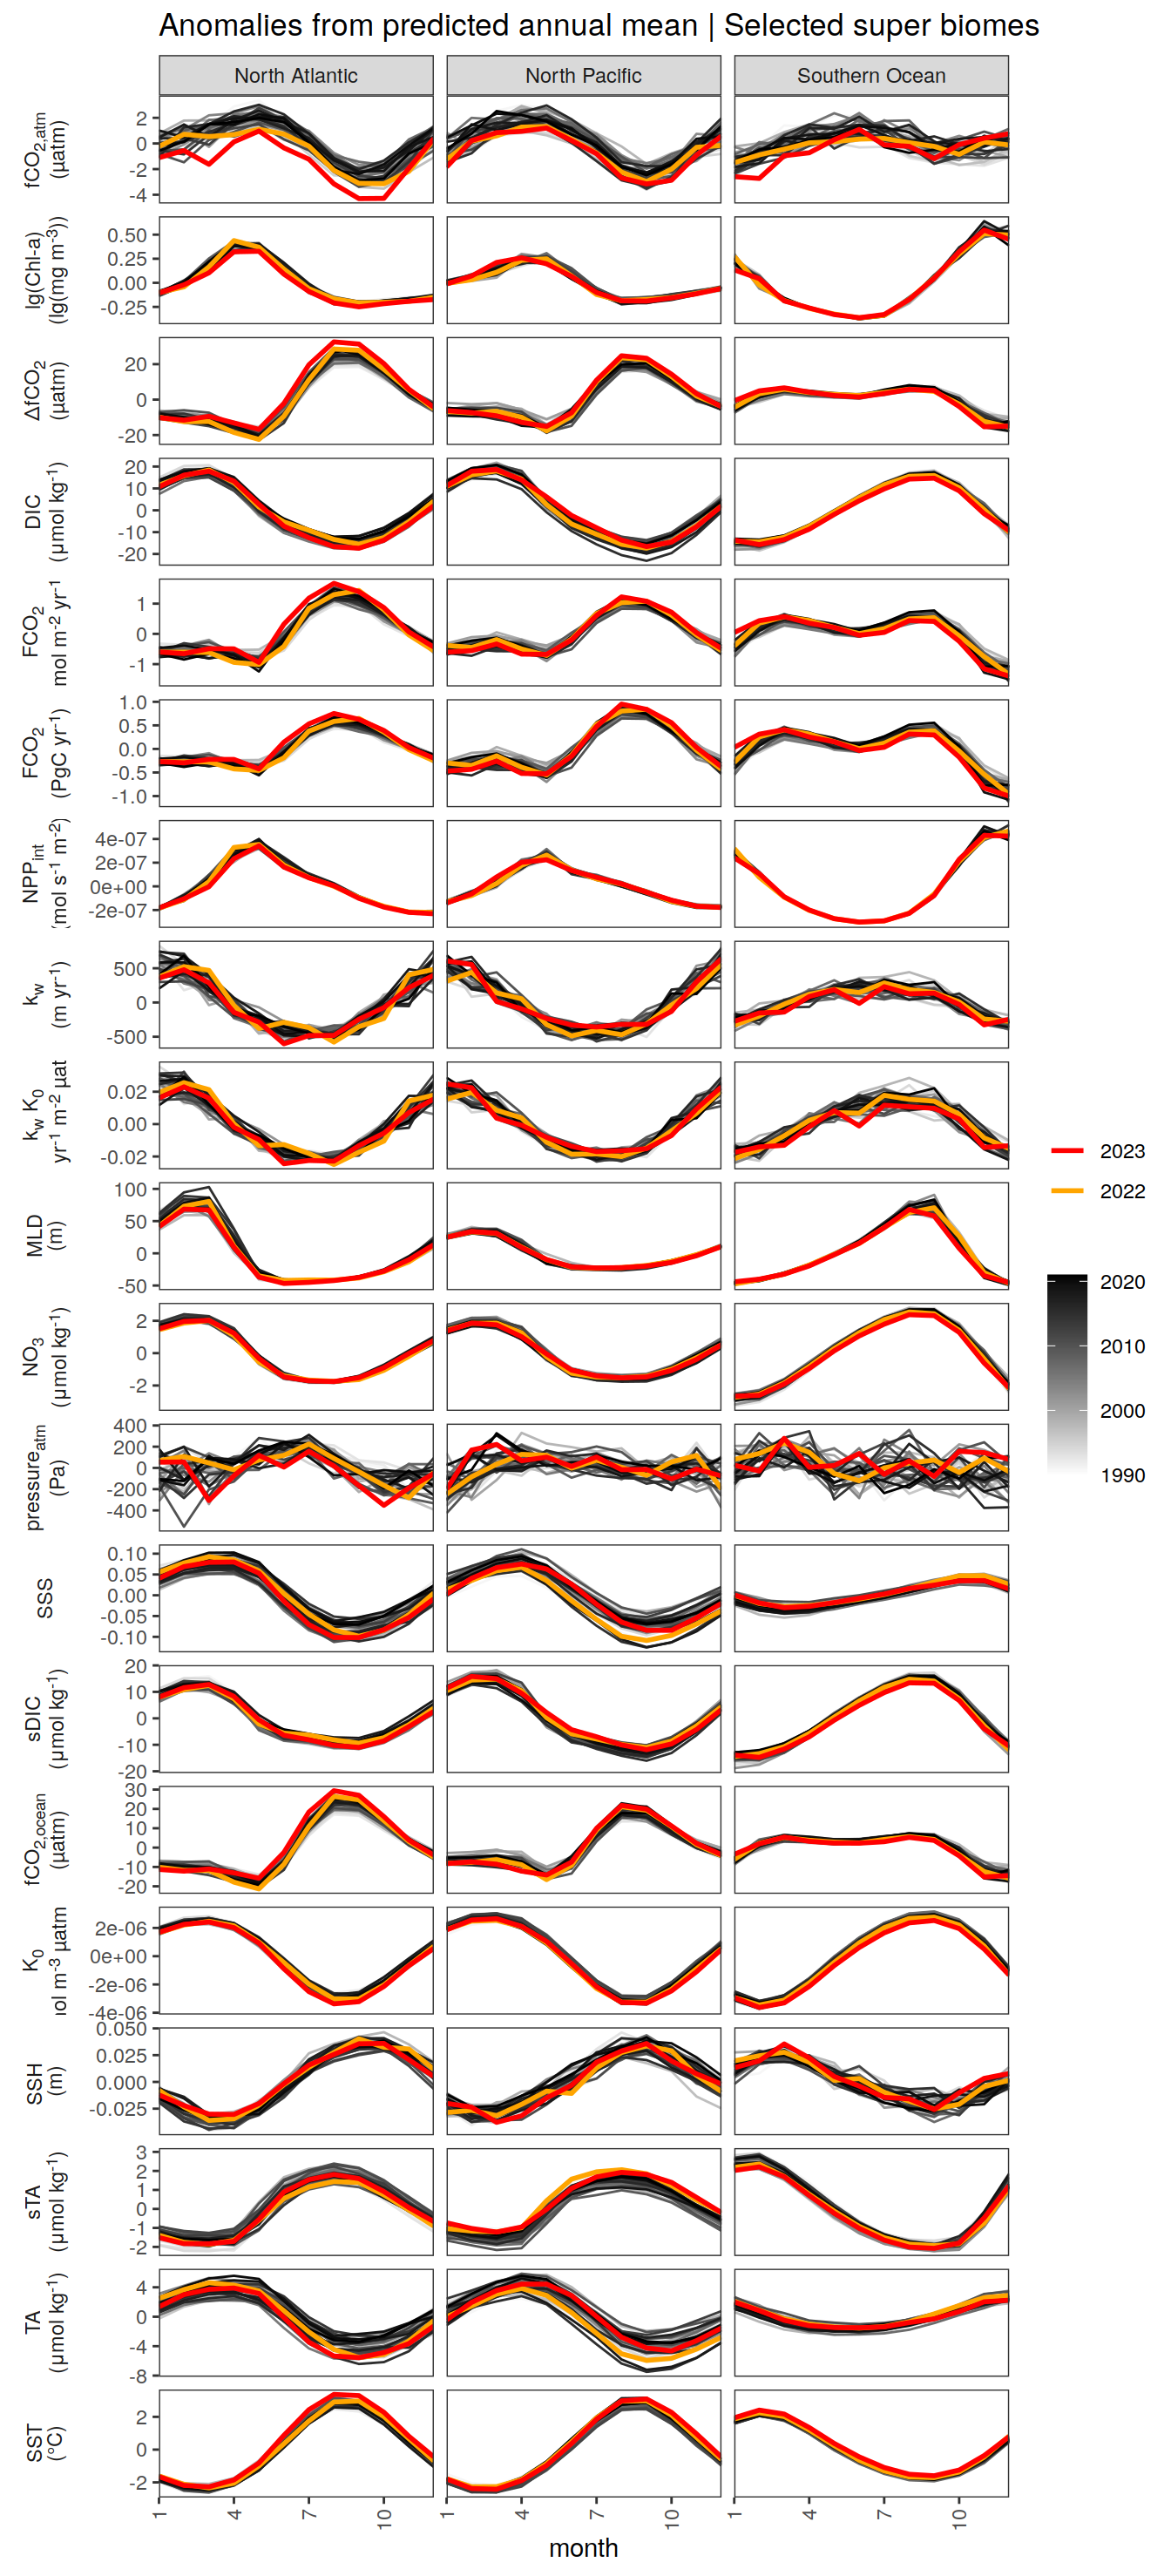 Anomalies from predicted annual mean | Selected super biomes
North Atlantic
North Pacific
Southern Ocean
fCO2,atm
(µatm)
2
0
-2
-4
lg(Chl-a)
(lg(mg m-3))
0.50
0.25
0.00
-0.25
ΔfCO2
(µatm)
20
0
-20
DIC
(µmol kg-1)
20
10
0
-10
-20
FCO2
mol m-2 yr-1
1
0
-1
FCO2
(PgC yr-1)
1.0
0.5
0.0
-0.5
-1.0
NPPint
(mol s-1 m-2)
4e-07
2e-07
0e+00
-2e-07
kw
(m yr-1)
500
0
-500
kw K0
yr-1 m-2 µat
0.02
0.00
-0.02
MLD
(m)
100
50
0
-50
NO3
(µmol kg-1)
2
0
-2
pressureatm
(Pa)
400
200
0
-200
-400
SSS
0.10
0.05
0.00
-0.05
-0.10
sDIC
(µmol kg-1)
20
10
0
-10
-20
fCO2,ocean
(µatm)
30
20
10
0
-10
-20
K0
ıol m-3 µatm
2e-06
0e+00
-2e-06
-4e-06
SSH
(m)
0.050
0.025
0.000
-0.025
sTA
(µmol kg-1)
3
2
1
0
-1
-2
TA
(µmol kg-1)
4
0
-4
-8
SST
(°C)
2
0
-2
1
4
7
10
1
4
7
10
1
4
7
10
month
2023
2022
2020
2010
2000
1990